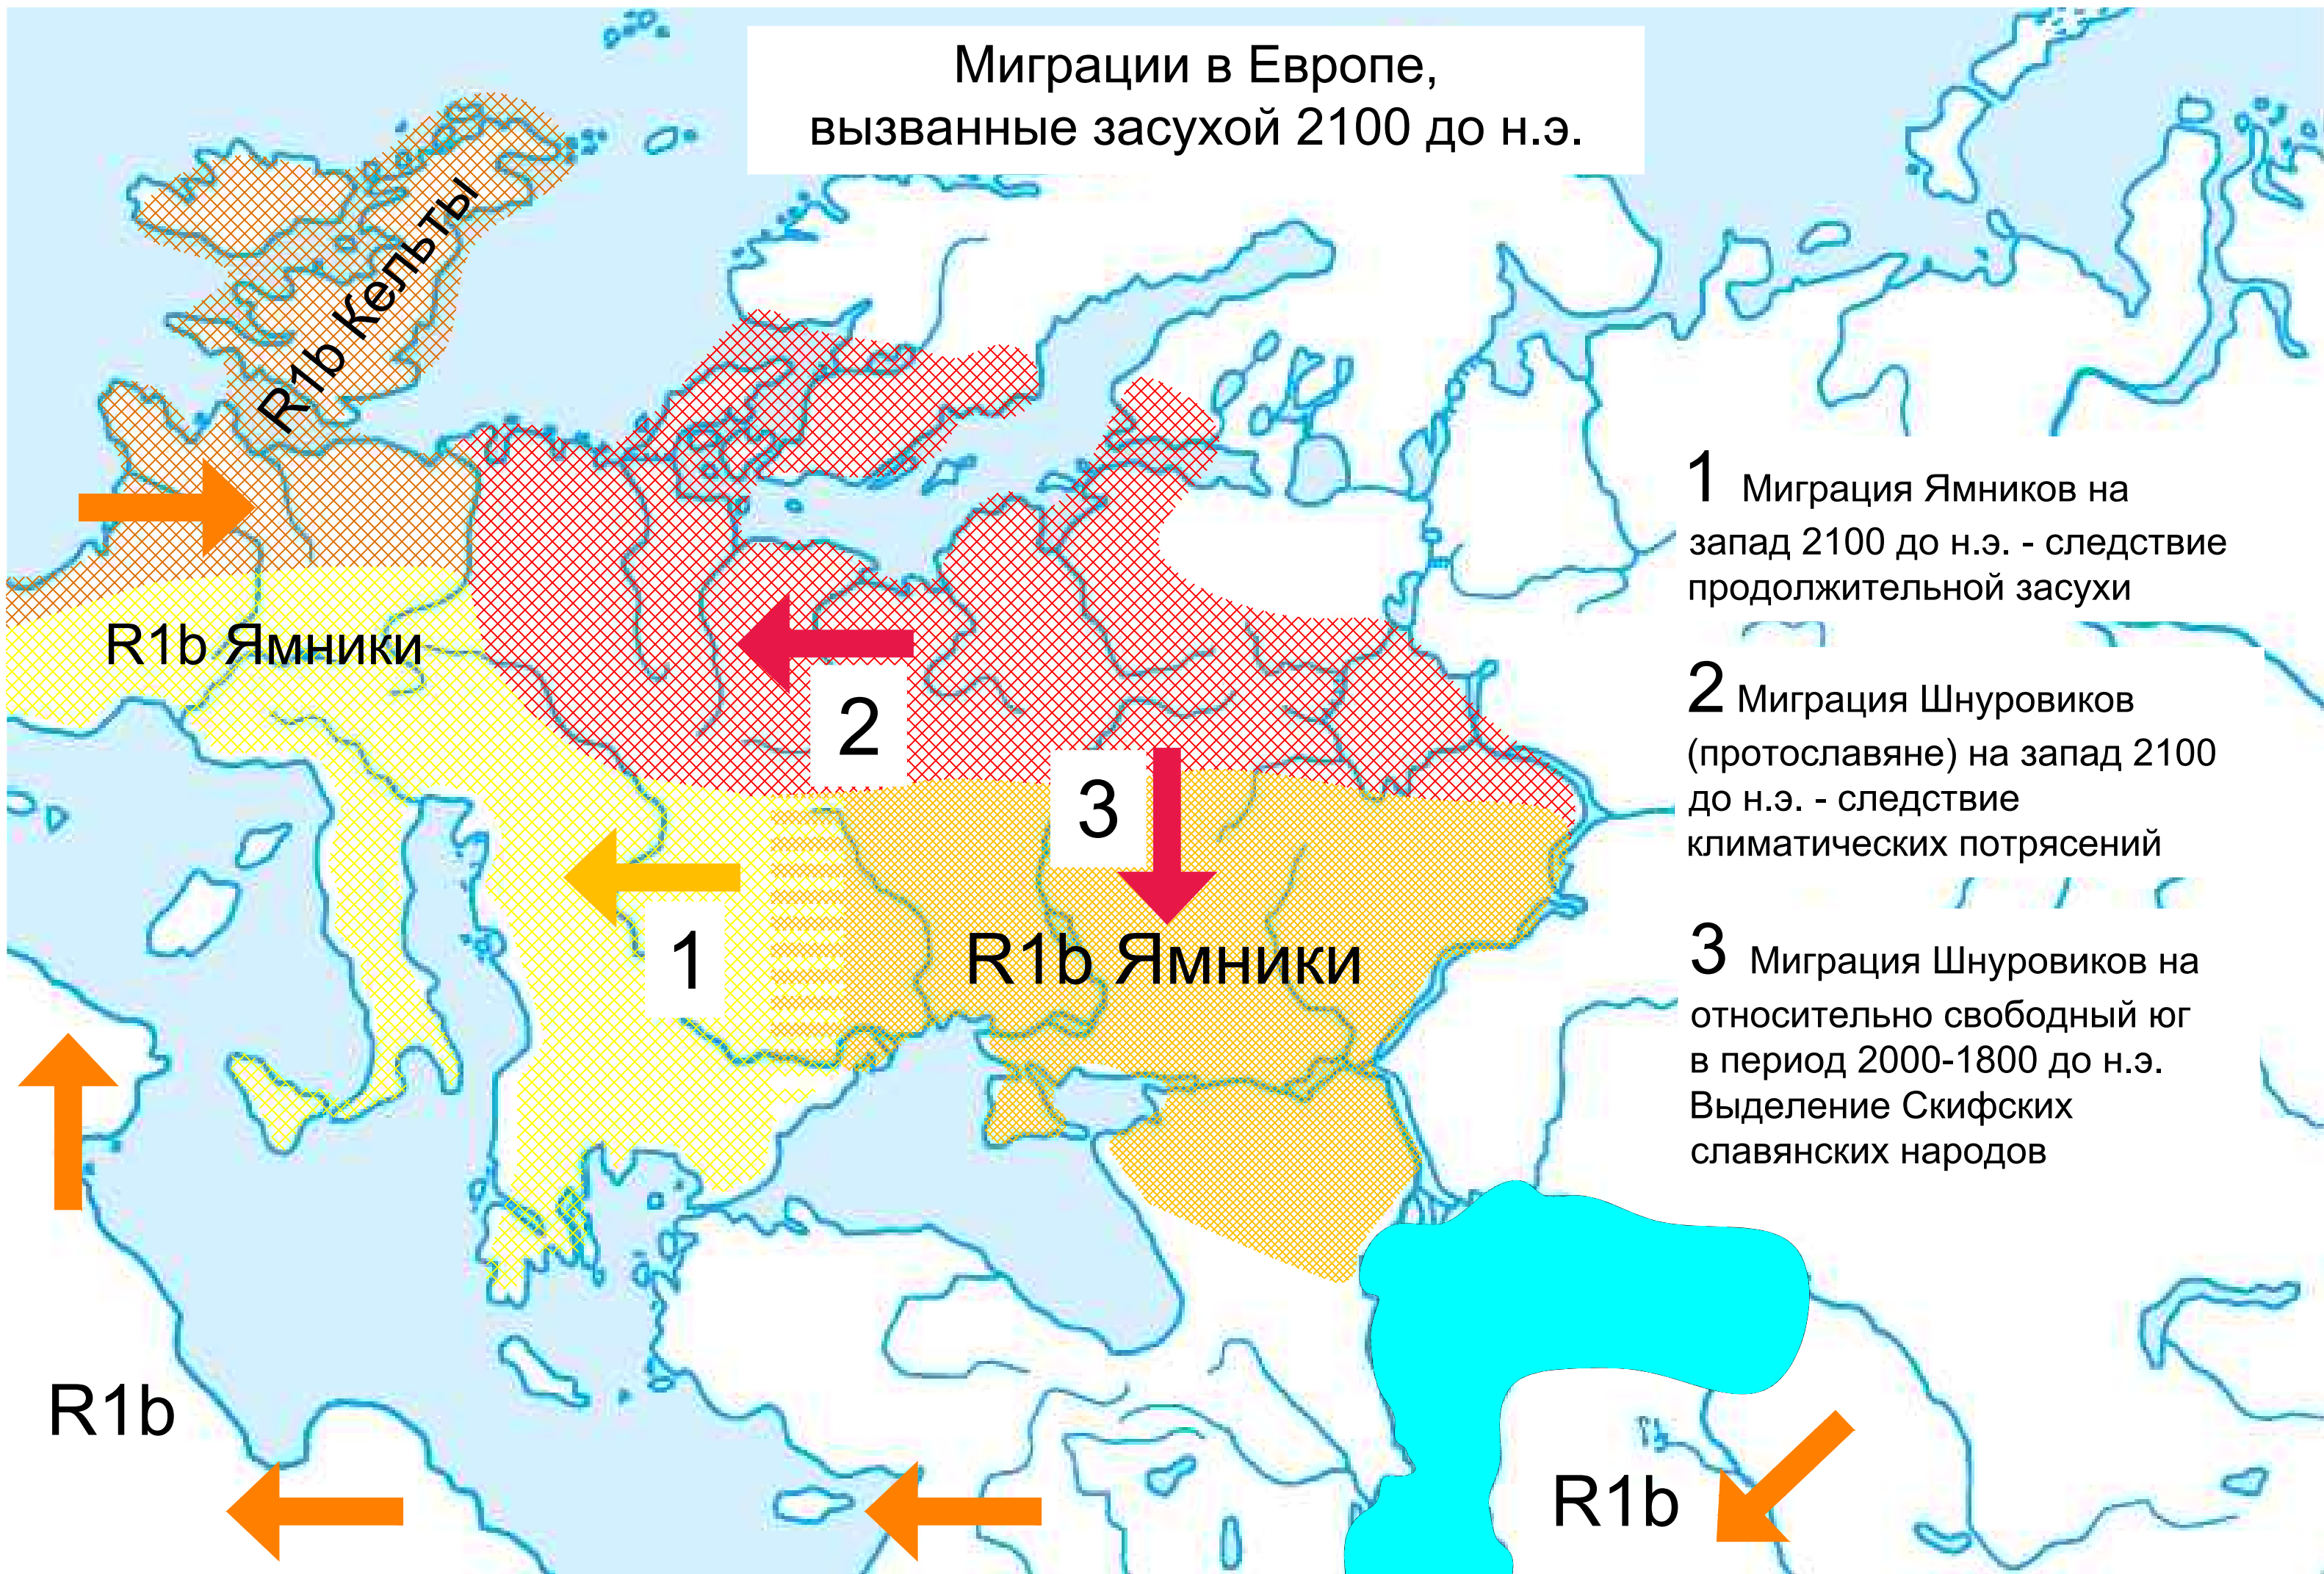 Миграции в Европе,
вызванные засухой 2100 до н.э.
R1b Кельты
1 Миграция Ямников на
запад 2100 до н.э. - следствие
продолжительной засухи
R1b Ямники
2
2 Миграция Шнуровиков
(протославяне) на запад 2100
до н.э. - следствие
климатических потрясений
3
1
R1b Ямники
3 Миграция Шнуровиков на
относительно свободный юг
в период 2000-1800 до н.э.
Выделение Скифских
славянских народов
R1b
R1b